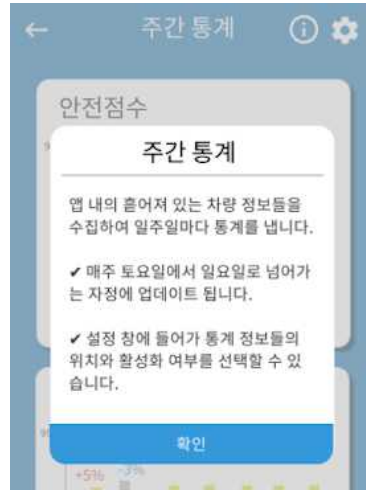 주간 통계
안전점수
주간 통계
앱 내의 흩어져 있는 차량 정보들을
수집하여 일주일마다 통계를 냅니다.
✔ 매주 토요일에서 일요일로 넘어가
는 자정에 업데이트 됩니다.
✔ 설정 창에 들어가 통계 정보들의
위치와 활성화 여부를 선택할 수 있
습니다.
확인
+5% -3%